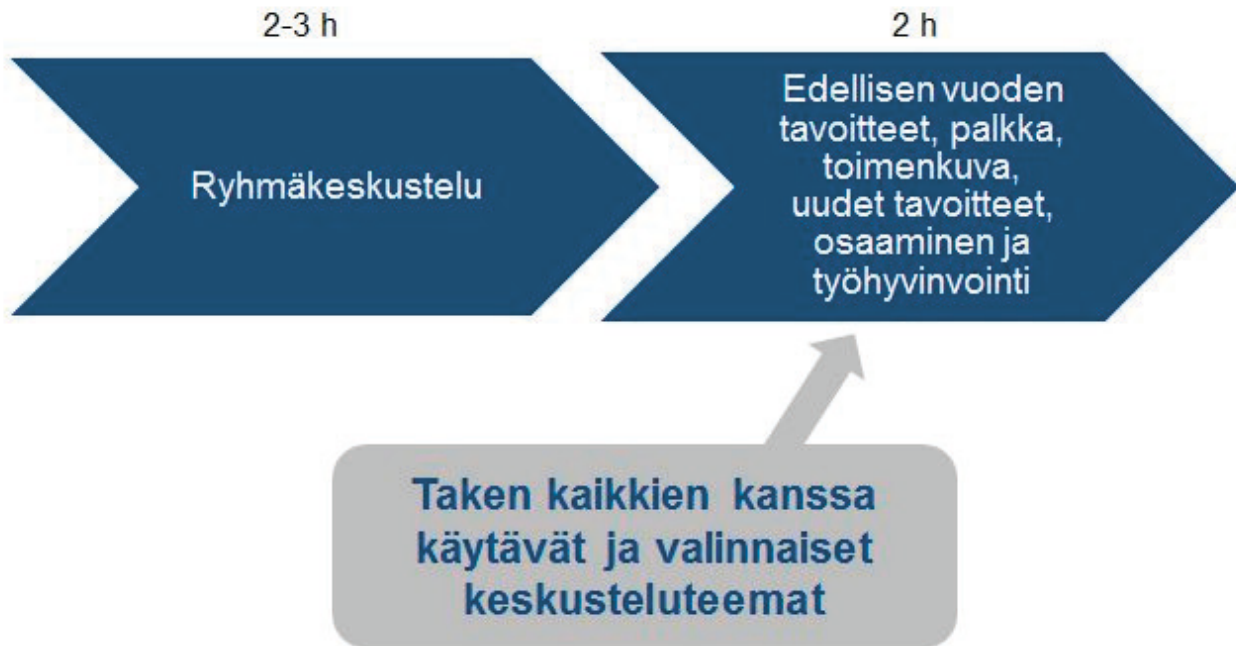 2-3 h
2 h
Ryhmäkeskustelu
Edellisen vuoden
tavoitteet, palkka,
toimenkuva,
uudet tavoitteet,
osaaminen ja
työhyvinvointi
Taken kaikkien kanssa
käytävät ja valinnaiset
keskusteluteemat